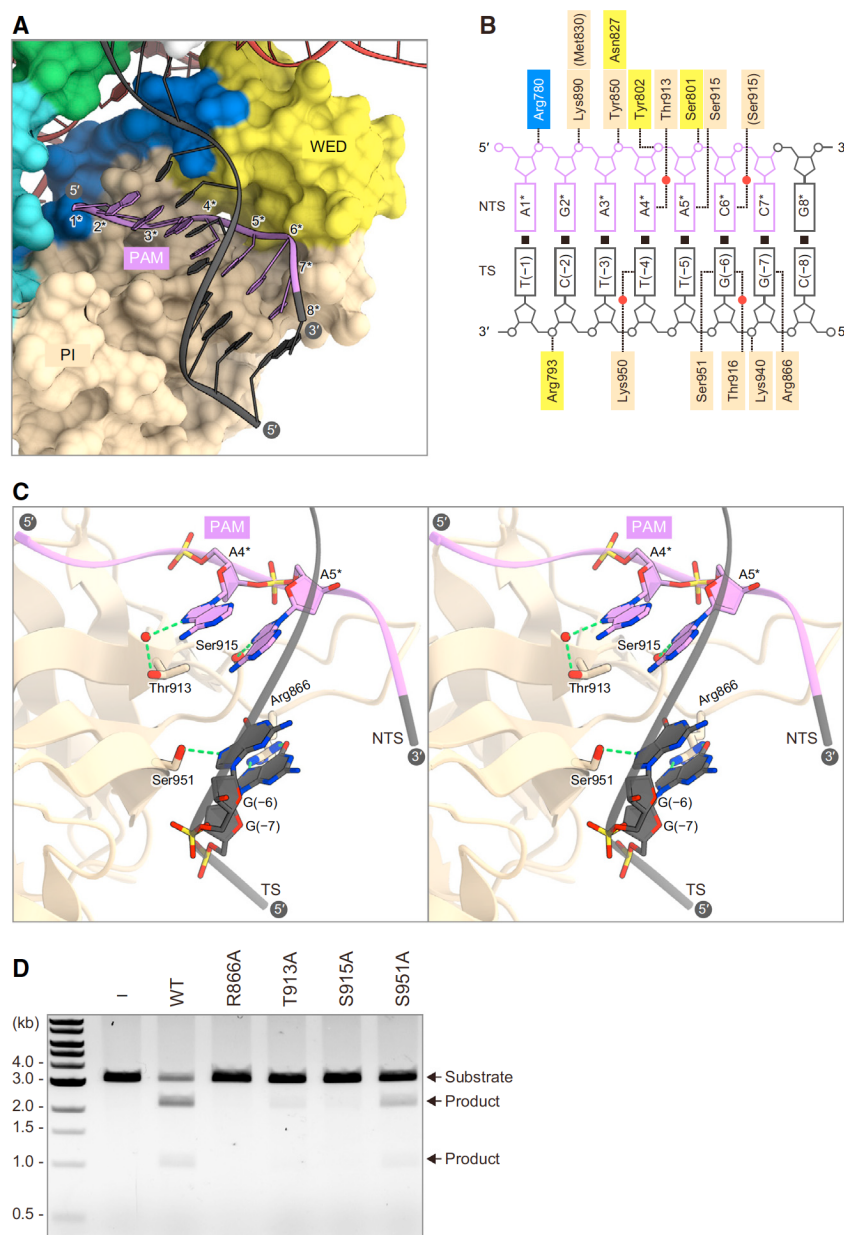 A
WED
5′
1*
2*
3*
4*
5*
6*
7*
8*
PAM
3′
PI
5′
B
Arg780
Lys890
(Met830)
Tyr850
Asn827
Tyr802
Thr913
Ser801
Ser915
(Ser915)
5′
3′
NTS
A1*
G2*
A3*
A4*
A5*
C6*
C7*
G8*
TS
T(−1)
C(−2)
T(−3)
T(−4)
T(−5)
G(−6)
G(−7)
C(−8)
3′
5′
Arg793
Lys950
Ser951
Thr916
Lys940
Arg866
C
5′
PAM
A4*
A5*
Ser915
Thr913
Arg866
NTS
3′
Ser951
G(−6)
G(−7)
TS
5′
5′
PAM
A4*
A5*
Ser915
Thr913
Arg866
NTS
3′
Ser951
G(−6)
G(−7)
TS
5′
D
–
WT
R866A
T913A
S915A
S951A
(kb)
4.0 -
3.0 -
2.0 -
1.5 -
1.0 -
0.5 -
Substrate
Product
Product